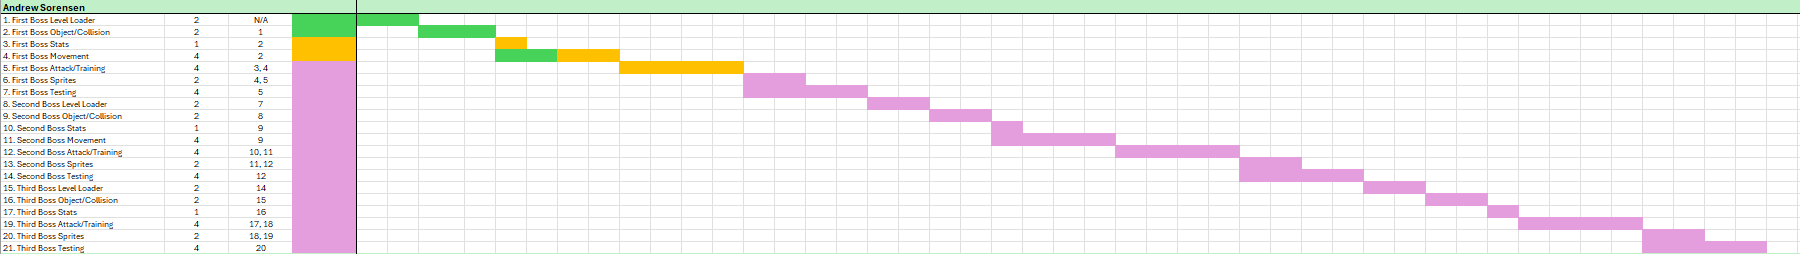 Andrew Sorensen
1. First Boss Level Loader 2 N/A
2. First Boss Object/Collision 2 1
3. First Boss Stats 1 2
4. First Boss Movement 4 2
5. First Boss Attack/Training 4 3, 4
6. First Boss Sprites 2 4, 5
7. First Boss Testing 4 5
8. Second Boss Level Loader 2 7
9. Second Boss Object/Collision 2 8
10. Second Boss Stats 1 9
11. Second Boss Movement 4 9
12. Second Boss Attack/Training 4 10, 11
13. Second Boss Sprites 2 11, 12
14. Second Boss Testing 4 12
15. Third Boss Level Loader 2 14
16. Third Boss Object/Collision 2 15
17. Third Boss Stats 1 16
19. Third Boss Attack/Training 4 17, 18
20. Third Boss Sprites 2 18, 19
21. Third Boss Testing 4 20